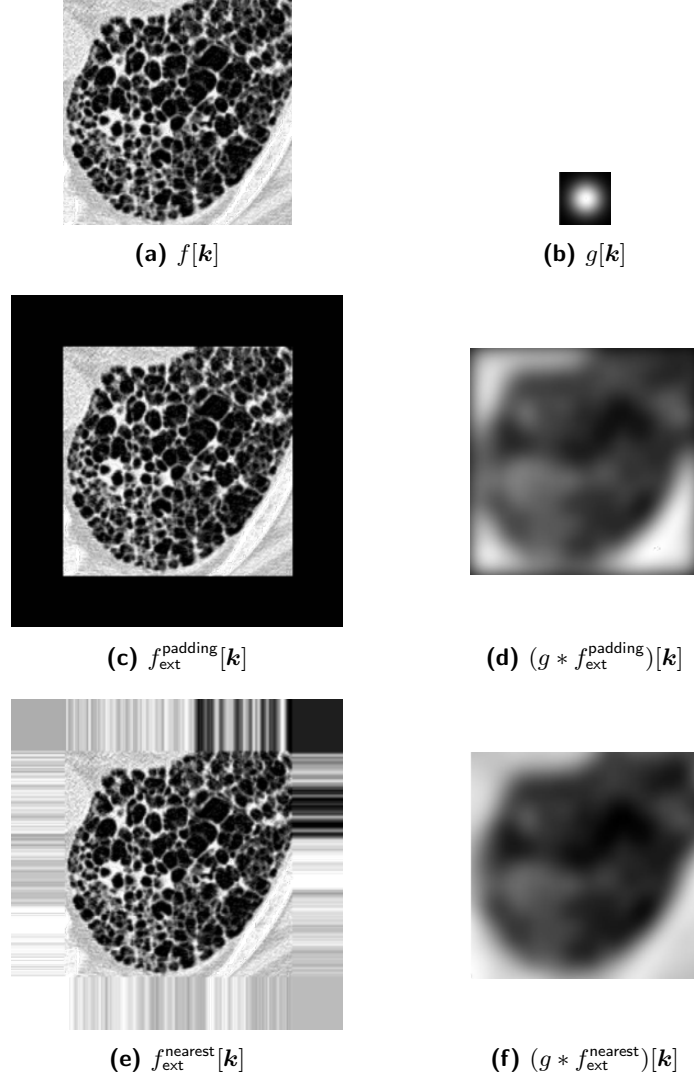 (a) f[k]
(b) g[k]
(c) f_ext^padding[k]
(d) (g * f_ext^padding)[k]
(e) f_ext^nearest[k]
(f) (g * f_ext^nearest)[k]